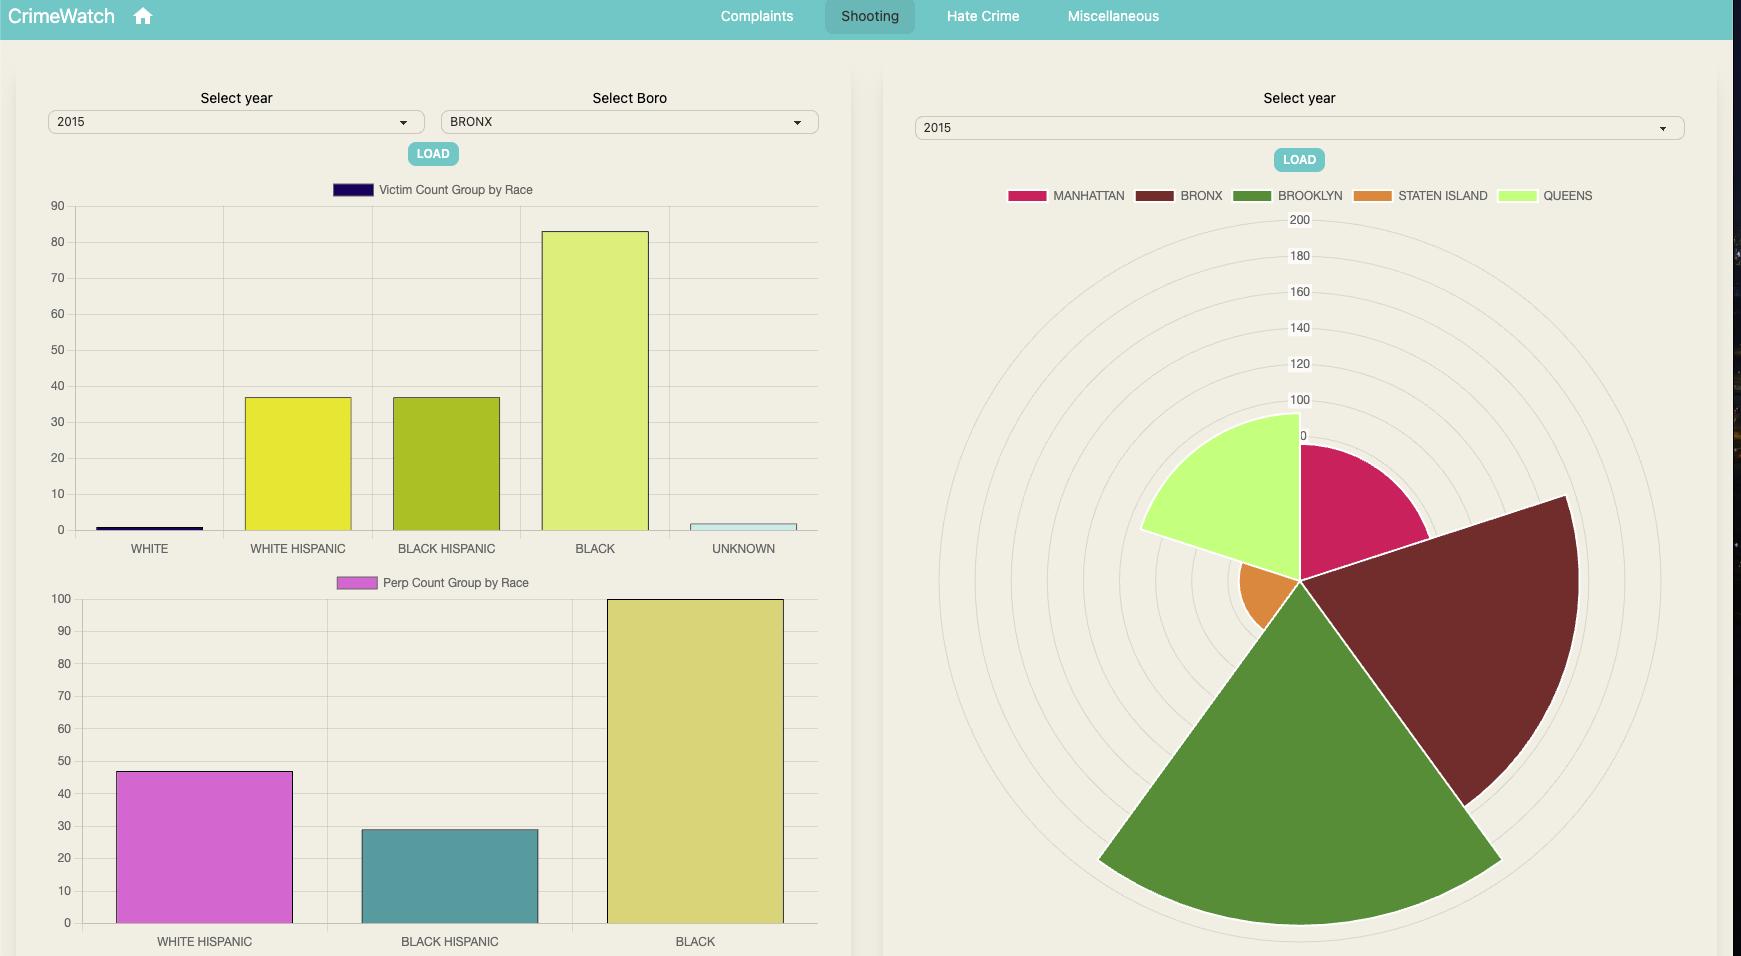 CrimeWatch
Complaints
Shooting
Hate Crime
Miscellaneous
Select year
Select Boro
2015
BRONX
LOAD
Victim Count Group by Race
90
80
70
60
50
40
30
20
10
0
WHITE
WHITE HISPANIC
BLACK HISPANIC
BLACK
UNKNOWN
Perp Count Group by Race
100
90
80
70
60
50
40
30
20
10
0
WHITE HISPANIC
BLACK HISPANIC
BLACK
Select year
2015
LOAD
MANHATTAN
BRONX
BROOKLYN
STATEN ISLAND
QUEENS
200
180
160
140
120
100
0